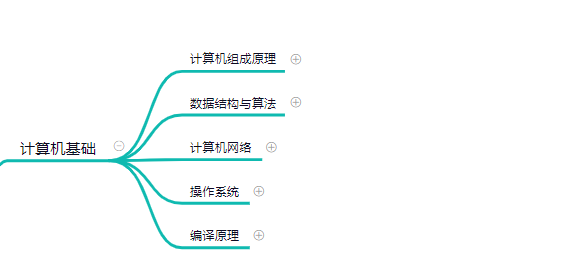 计算机组成原理
数据结构与算法
计算机基础
计算机网络
操作系统
编译原理